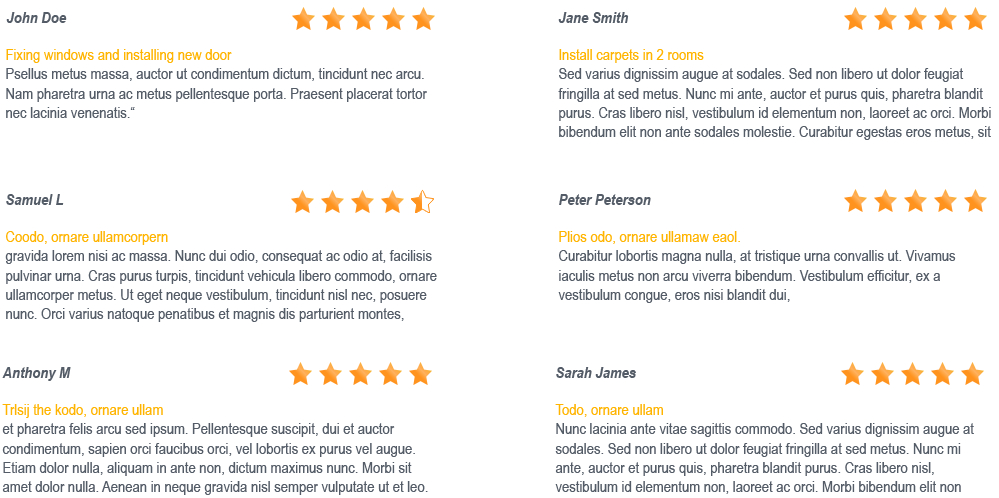 John Doe
Fixing windows and installing new door
Psellus metus massa, auctor ut condimentum dictum, tincidunt nec arcu.
Nam pharetra urna ac metus pellentesque porta. Praesent placerat tortor
nec lacinia venenatis.“
Jane Smith
Install carpets in 2 rooms
Sed varius dignissim augue at sodales. Sed non libero ut dolor feugiat
fringilla at sed metus. Nunc mi ante, auctor et purus quis, pharetra blandit
purus. Cras libero nisl, vestibulum id elementum non, laoreet ac orci. Morbi
bibendum elit non ante sodales molestie. Curabitur egestas eros metus, sit
Samuel L
Coodo, ornare ullamcorpern
gravida lorem nisi ac massa. Nunc dui odio, consequat ac odio at, facilisis
pulvinar urna. Cras purus turpis, tincidunt vehicula libero commodo, ornare
ullamcorper metus. Ut eget neque vestibulum, tincidunt nisl nec, posuere
nunc. Orci varius natoque penatibus et magnis dis parturient montes,
Peter Peterson
Plios odo, ornare ullamaw eaol.
Curabitur lobortis magna nulla, at tristique urna convallis ut. Vivamus
iaculis metus non arcu viverra bibendum. Vestibulum efficitur, ex a
vestibulum congue, eros nisi blandit dui,
Anthony M
Trlsij the kodo, ornare ullam
et pharetra felis arcu sed ipsum. Pellentesque suscipit, dui et auctor
condimentum, sapien orci faucibus orci, vel lobortis ex purus vel augue.
Etiam dolor nulla, aliquam in ante non, dictum maximus nunc. Morbi sit
amet dolor nulla. Aenean in neque gravida nisl semper vulputate ut et leo.
Sarah James
Todo, ornare ullam
Nunc lacinia ante vitae sagittis commodo. Sed varius dignissim augue at
sodales. Sed non libero ut dolor feugiat fringilla at sed metus. Nunc mi
ante, auctor et purus quis, pharetra blandit purus. Cras libero nisl,
vestibulum id elementum non, laoreet ac orci. Morbi bibendum elit non